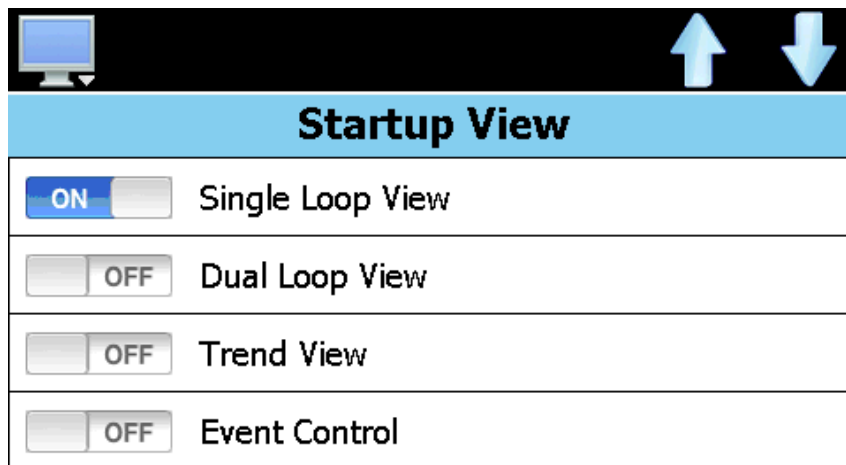 Startup View
ON Single Loop View
OFF Dual Loop View
OFF Trend View
OFF Event Control